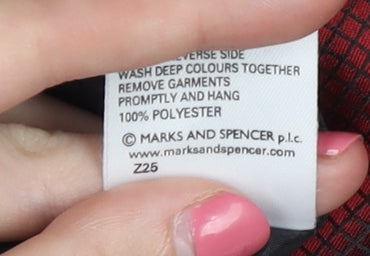 REVERSE SIDE
WASH DEEP COLOURS TOGETHER
REMOVE GARMENTS
PROMPTLY AND HANG
100% POLYESTER
© MARKS AND SPENCER p.l.c.
www.marksandspencer.com
Z25